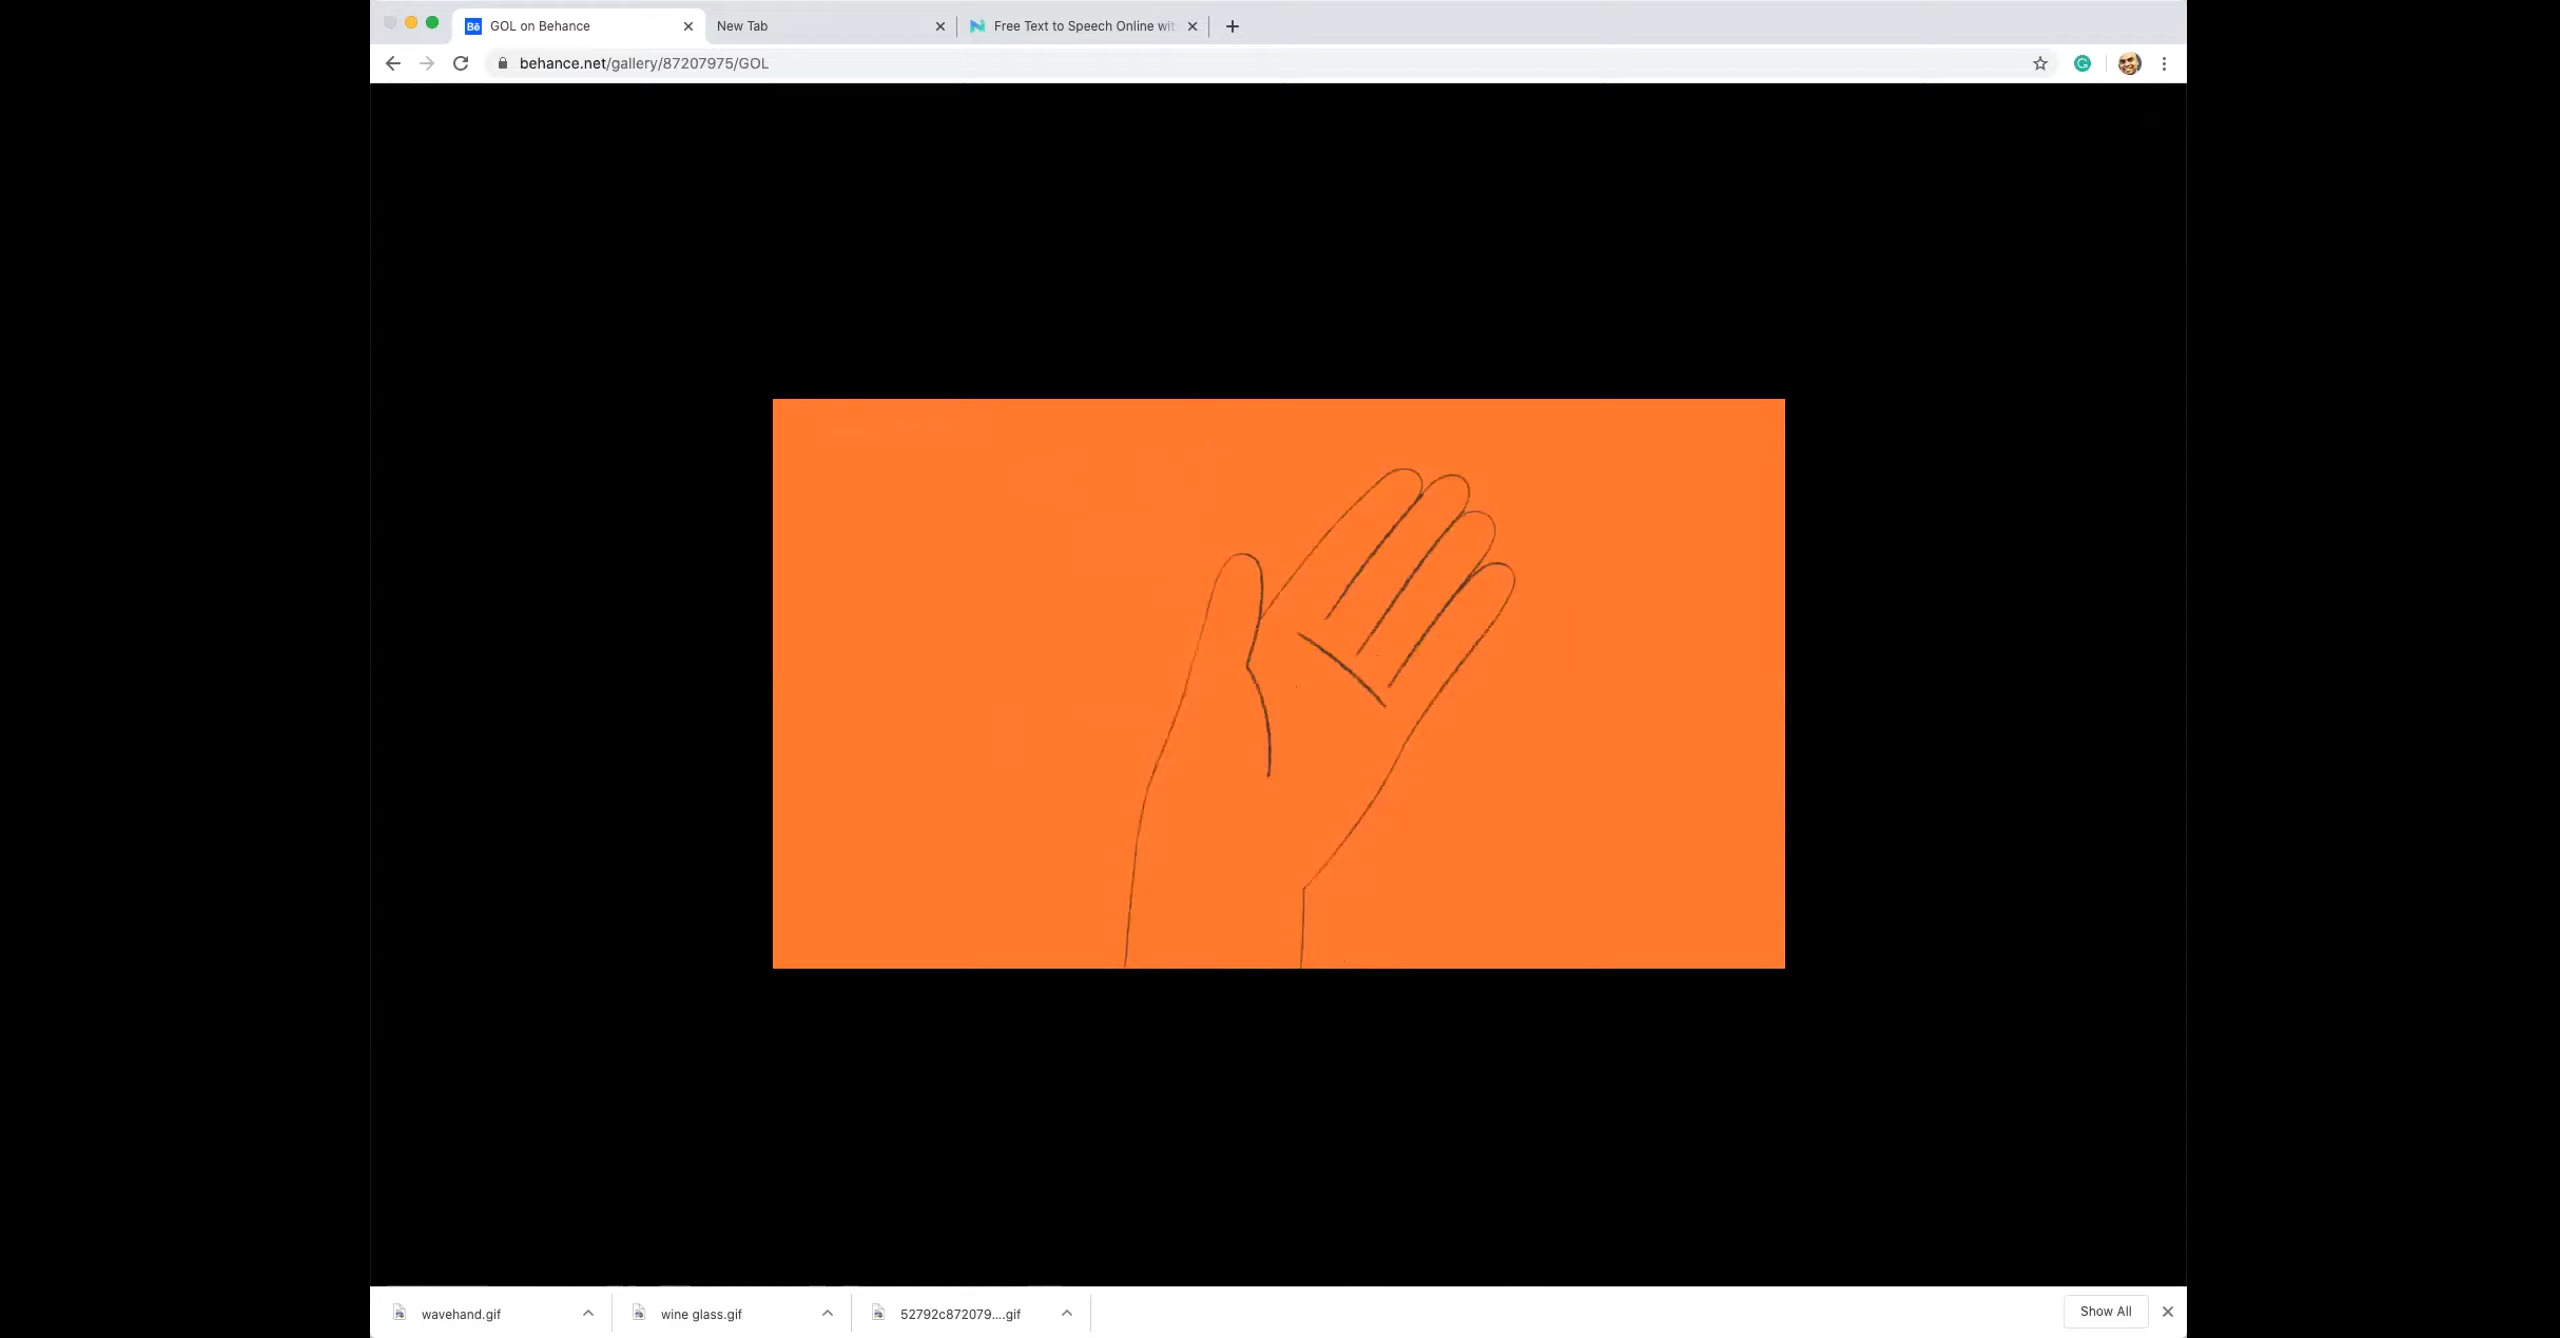 Bē GOL on Behance
New Tab
Free Text to Speech Online wit
behance.net/gallery/87207975/GOL
wavehand.gif
wine glass.gif
52792c872079....gif
Show All